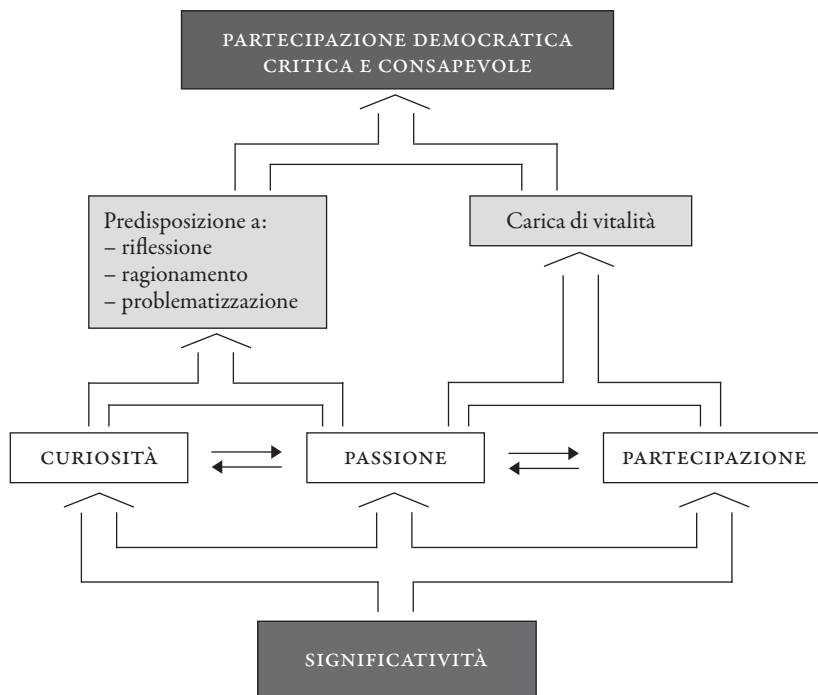 PARTECIPAZIONE DEMOCRATICA
CRITICA E CONSAPEVOLE
Predisposizione a:
– riflessione
– ragionamento
– problematizzazione
Carica di vitalità
CURIOSITÀ
PASSIONE
PARTECIPAZIONE
SIGNIFICATIVITÀ